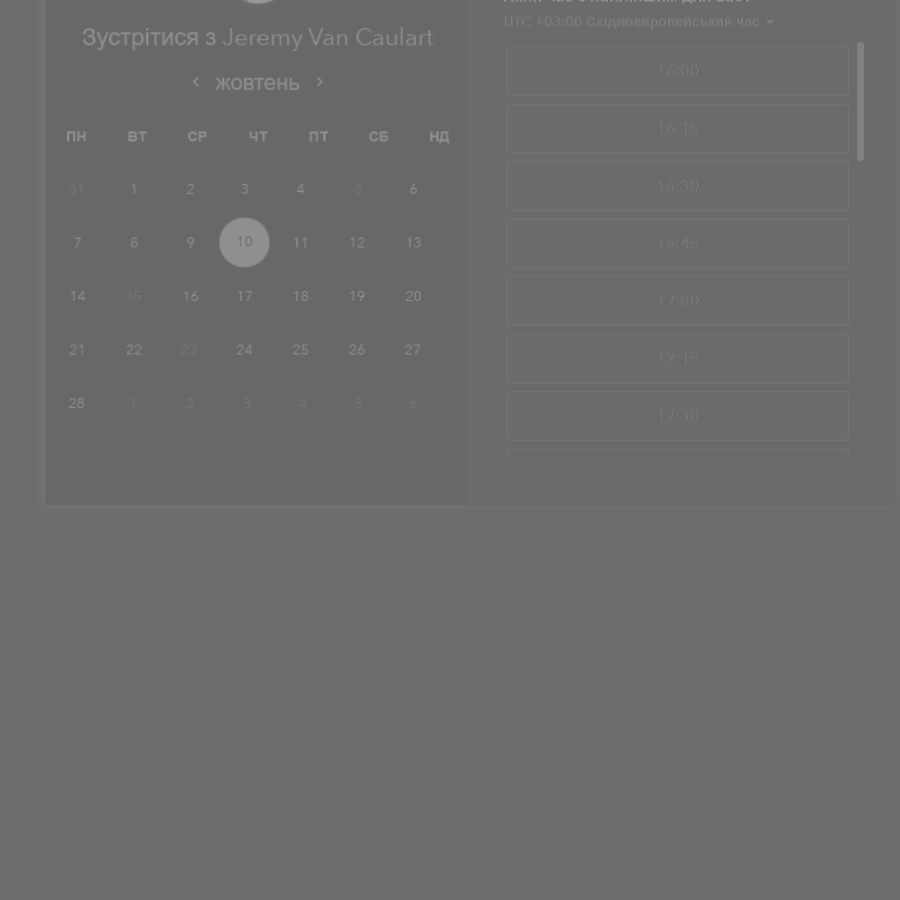 Зустрітися з Jeremy Van Caulart
жовтень
ПН ВТ СР ЧТ ПТ СБ НД
31 1 2 3 4 5 6
7 8 9 10 11 12 13
14 15 16 17 18 19 20
21 22 23 24 25 26 27
28 1 2 3 4 5 6
UTC +03:00 Східноєвропейський час
16:00
16:15
16:30
16:45
17:00
17:15
17:30